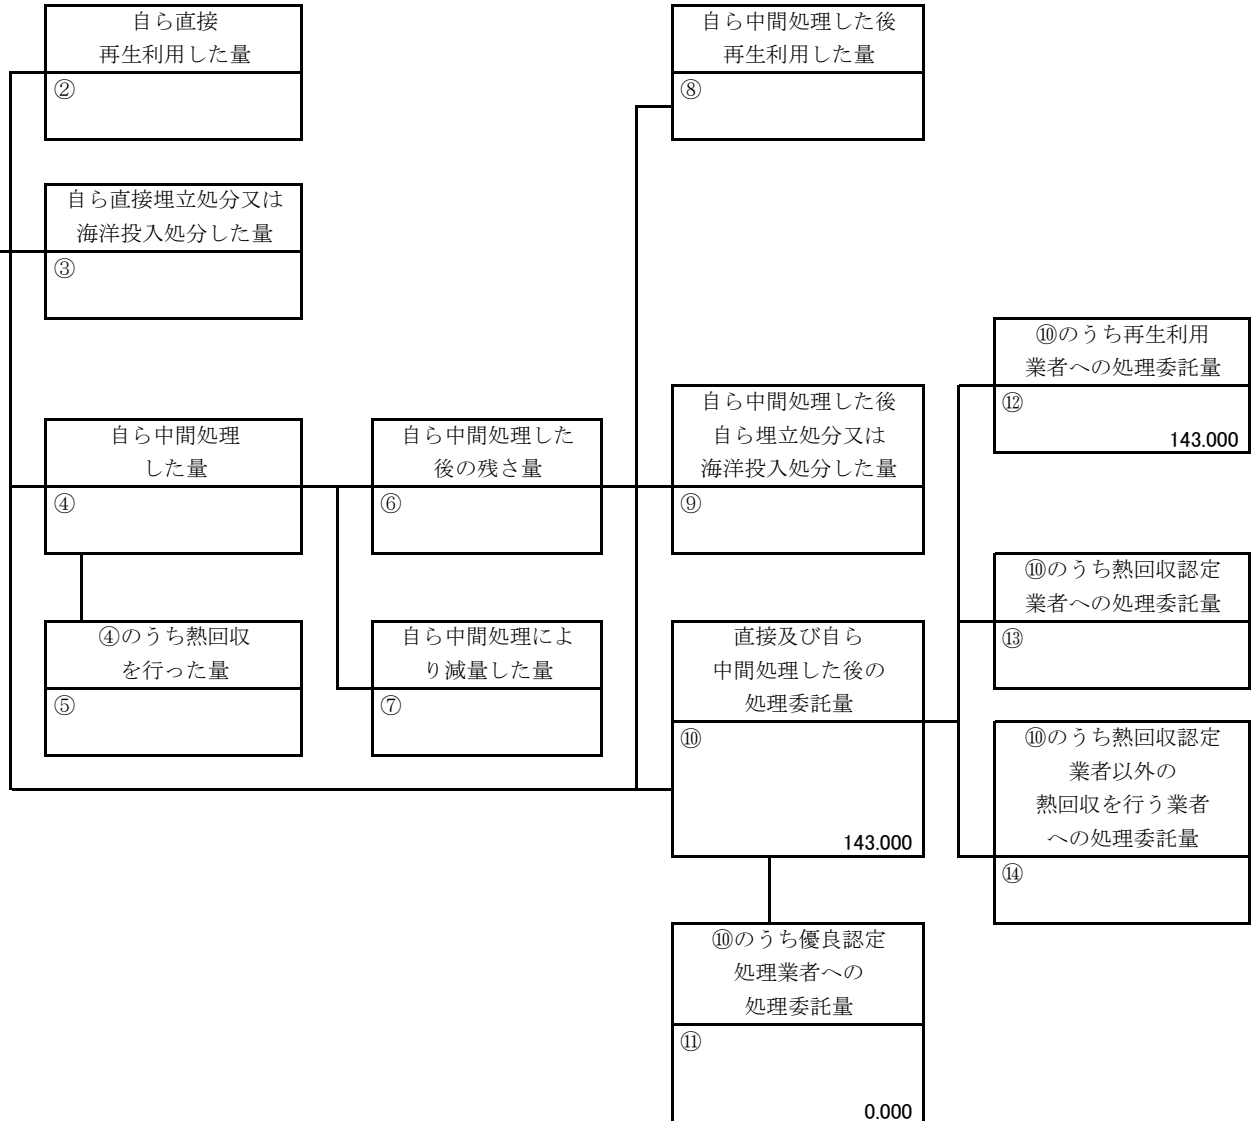 自ら直接
再生利用した量
②
自ら中間処理した後
再生利用した量
⑧
自ら直接埋立処分又は
海洋投入処分した量
③
⑩のうち再生利用
業者への処理委託量
⑫
143.000
自ら中間処理
した量
④
自ら中間処理した
後の残さ量
⑥
自ら中間処理した後
自ら埋立処分又は
海洋投入処分した量
⑨
⑩のうち熱回収認定
業者への処理委託量
⑬
④のうち熱回収
を行った量
⑤
自ら中間処理によ
り減量した量
⑦
直接及び自ら
中間処理した後の
処理委託量
⑩
143.000
⑩のうち熱回収認定
業者以外の
熱回収を行う業者
への処理委託量
⑭
⑩のうち優良認定
処理業者への
処理委託量
⑪
0.000